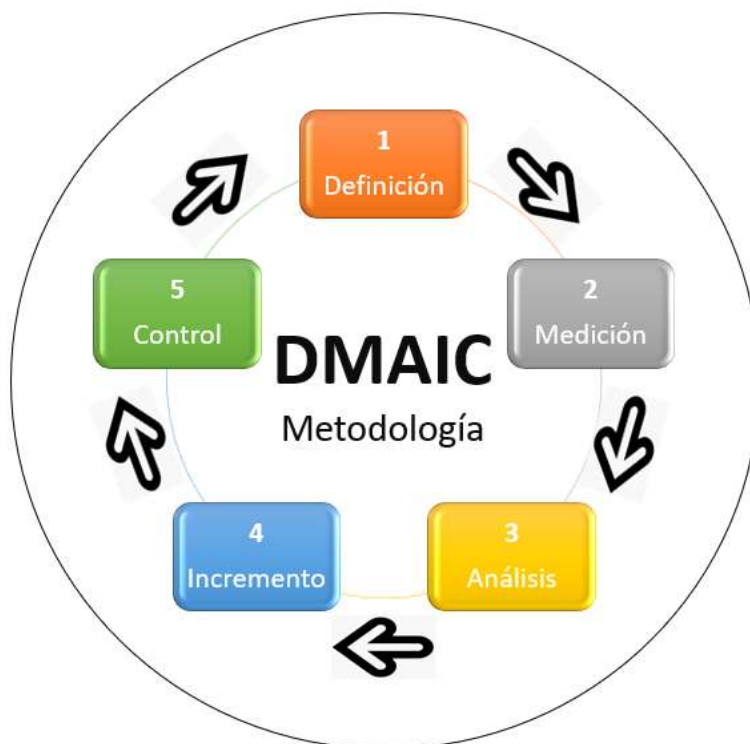 1
Definición
2
Medición
3
Análisis
4
Incremento
5
Control
DMAIC
Metodología